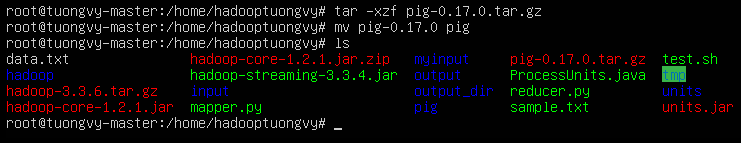 root@tuongvy-master:/home/hadooptuongvy# tar -xzf pig-0.17.0.tar.gz
root@tuongvy-master:/home/hadooptuongvy# mv pig-0.17.0 pig
root@tuongvy-master:/home/hadooptuongvy# ls
data.txt hadoop-core-1.2.1.jar.zip myinput pig-0.17.0.tar.gz test.sh
hadoop hadoop-streaming-3.3.4.jar output ProcessUnits.java tmp
hadoop-3.3.6.tar.gz input output_dir reducer.py units
hadoop-core-1.2.1.jar mapper.py pig sample.txt units.jar
root@tuongvy-master:/home/hadooptuongvy# _